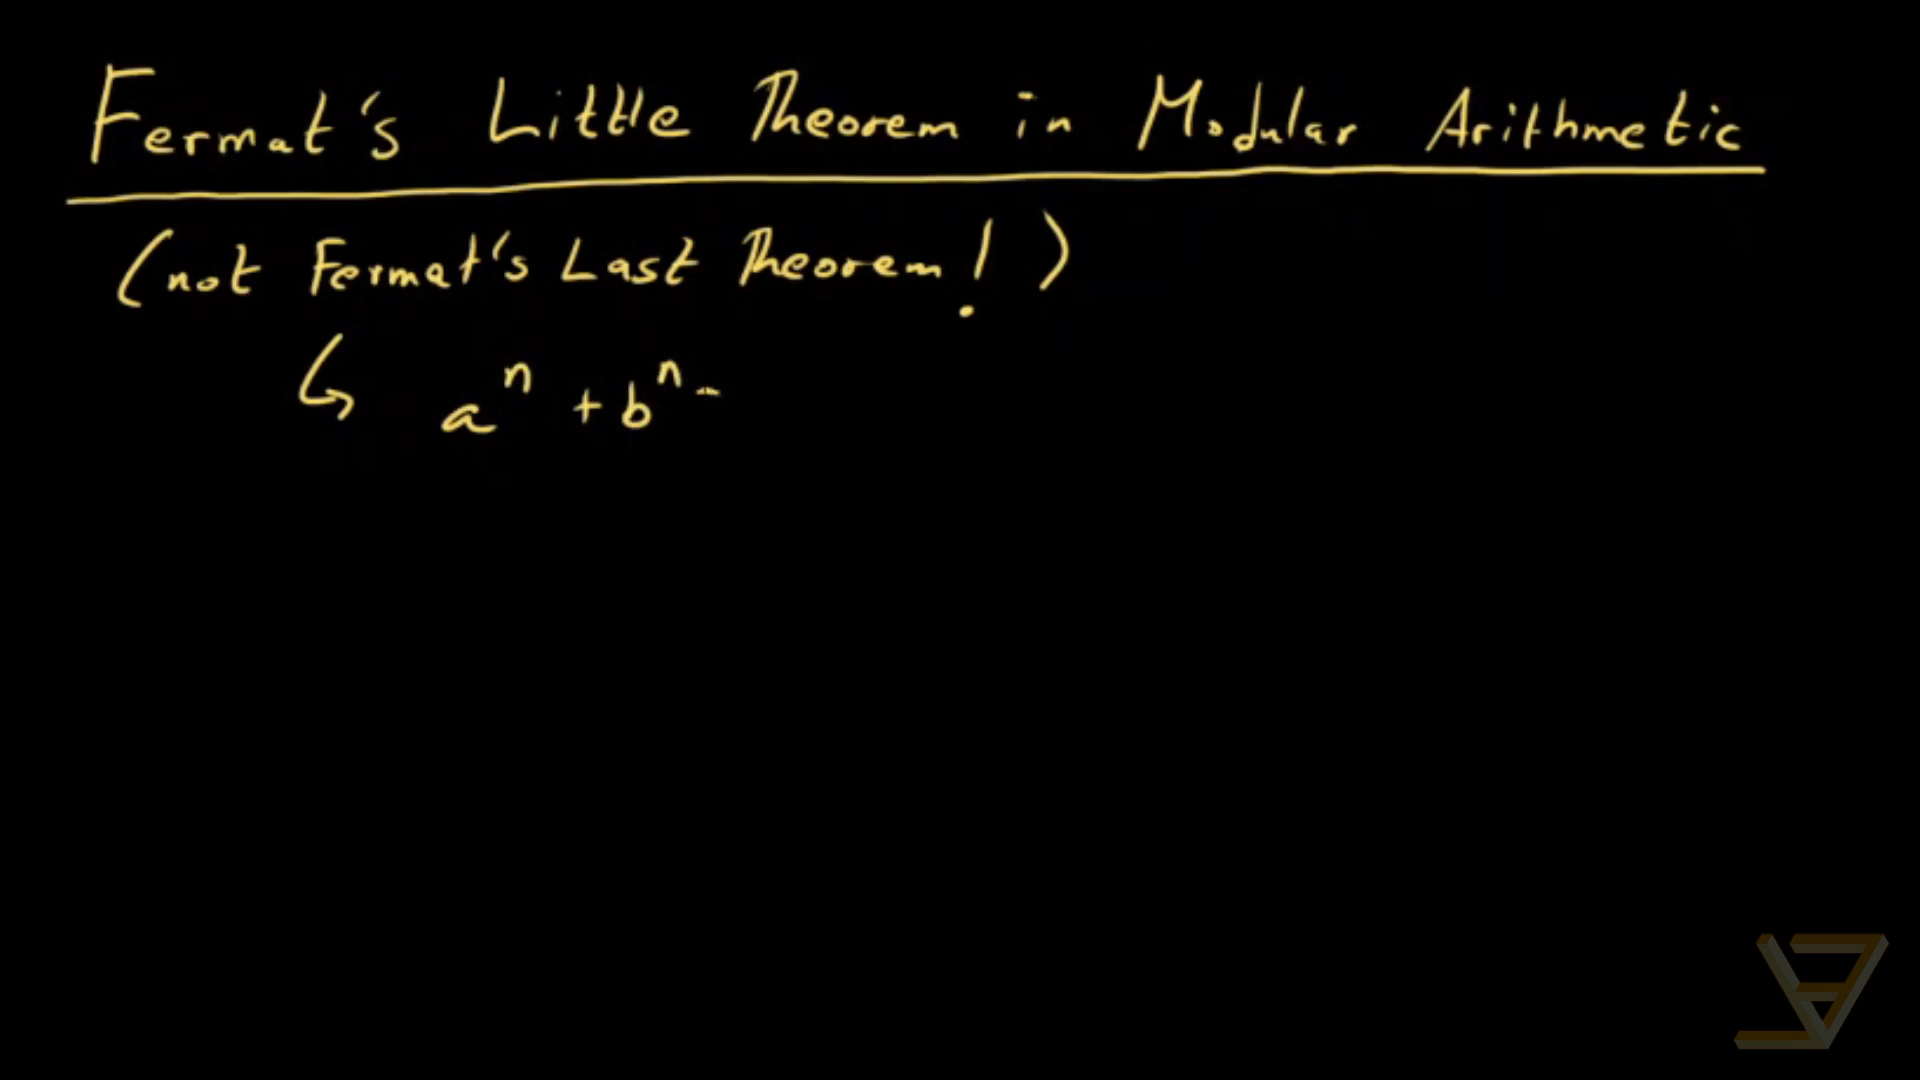 Fermat's Little Theorem in Modular Arithmetic
(not Fermat's Last Theorem!)
↳ aⁿ + bⁿ -